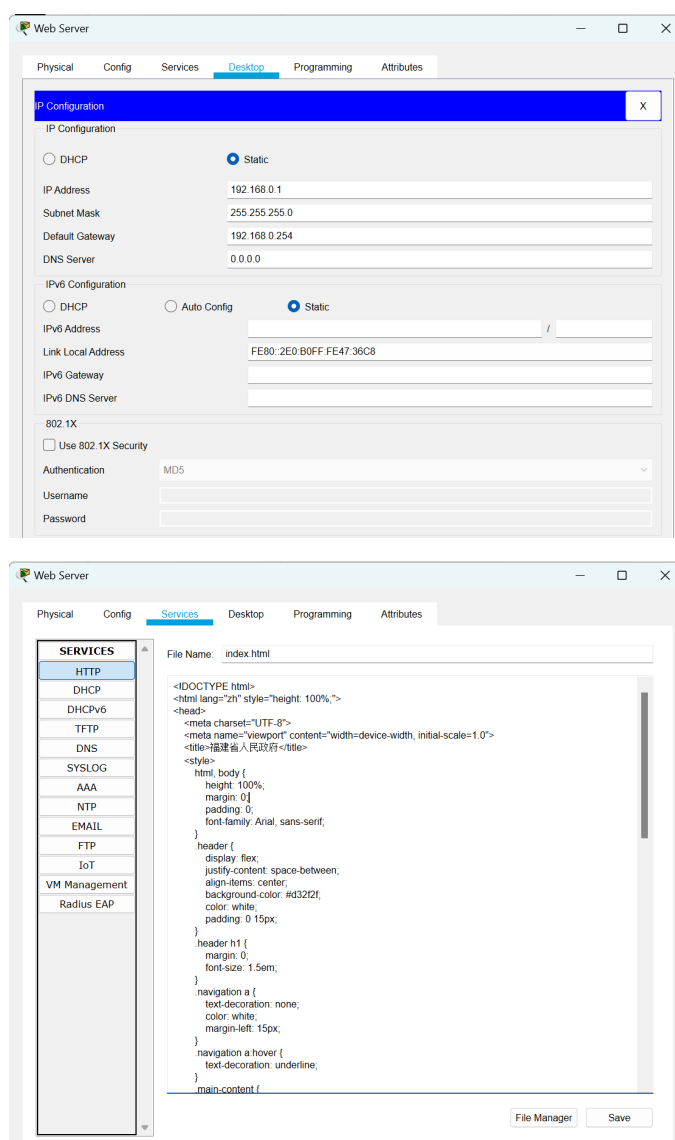 Web Server
Physical Config Services Desktop Programming Attributes
IP Configuration X
IP Configuration
DHCP Static
IP Address 192.168.0.1
Subnet Mask 255.255.255.0
Default Gateway 192.168.0.254
DNS Server 0.0.0.0
IPv6 Configuration
DHCP Auto Config Static
IPv6 Address /
Link Local Address FE80::2E0:B0FF:FE47:36C8
IPv6 Gateway
IPv6 DNS Server
802.1X
Use 802.1X Security
Authentication MD5
Username
Password
Web Server
Physical Config Services Desktop Programming Attributes
SERVICES
HTTP
DHCP
DHCPv6
TFTP
DNS
SYSLOG
AAA
NTP
EMAIL
FTP
IoT
VM Management
Radius EAP
File Name: index.html
<!DOCTYPE html>
<html lang="zh" style="height: 100%;">
<head>
<meta charset="UTF-8">
<meta name="viewport" content="width=device-width, initial-scale=1.0">
<title>福建省人民政府</title>
<style>
html, body {
height: 100%;
margin: 0;
padding: 0;
font-family: Arial, sans-serif;
}
.header {
display: flex;
justify-content: space-between;
align-items: center;
background-color: #d32f2f;
color: white;
padding: 0 15px;
}
.header h1 {
margin: 0;
font-size: 1.5em;
}
.navigation a {
text-decoration: none;
color: white;
margin-left: 15px;
}
.navigation a:hover {
text-decoration: underline;
}
.main-content {
File Manager Save